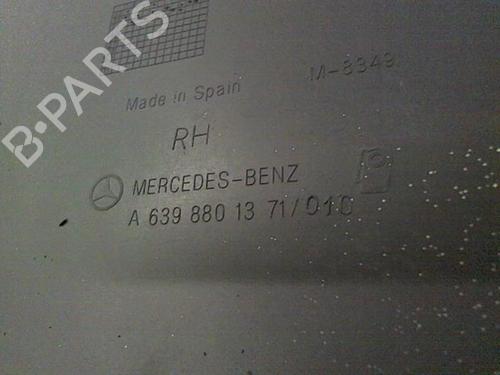 B-PARTS
Made in Spain
M-8349
RH
MERCEDES-BENZ
A 639 880 13 71/010